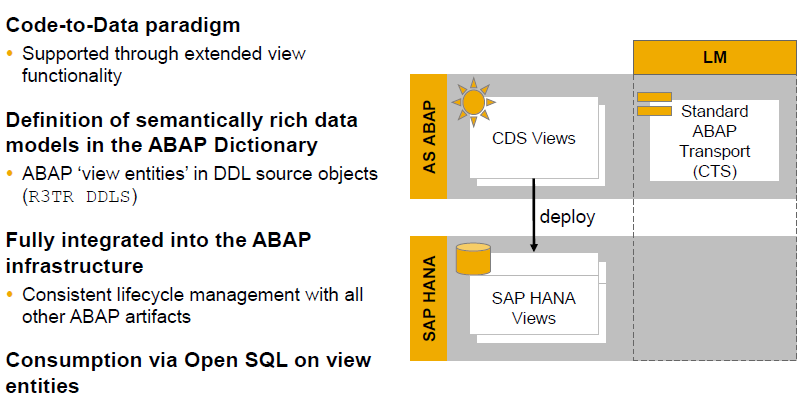 Code-to-Data paradigm
• Supported through extended view
functionality
Definition of semantically rich data
models in the ABAP Dictionary
• ABAP ‘view entities’ in DDL source objects
(R3TR DDLS)
Fully integrated into the ABAP
infrastructure
• Consistent lifecycle management with all
other ABAP artifacts
Consumption via Open SQL on view
entities
LM
AS ABAP
CDS Views
Standard
ABAP
Transport
(CTS)
deploy
SAP HANA
SAP HANA
Views